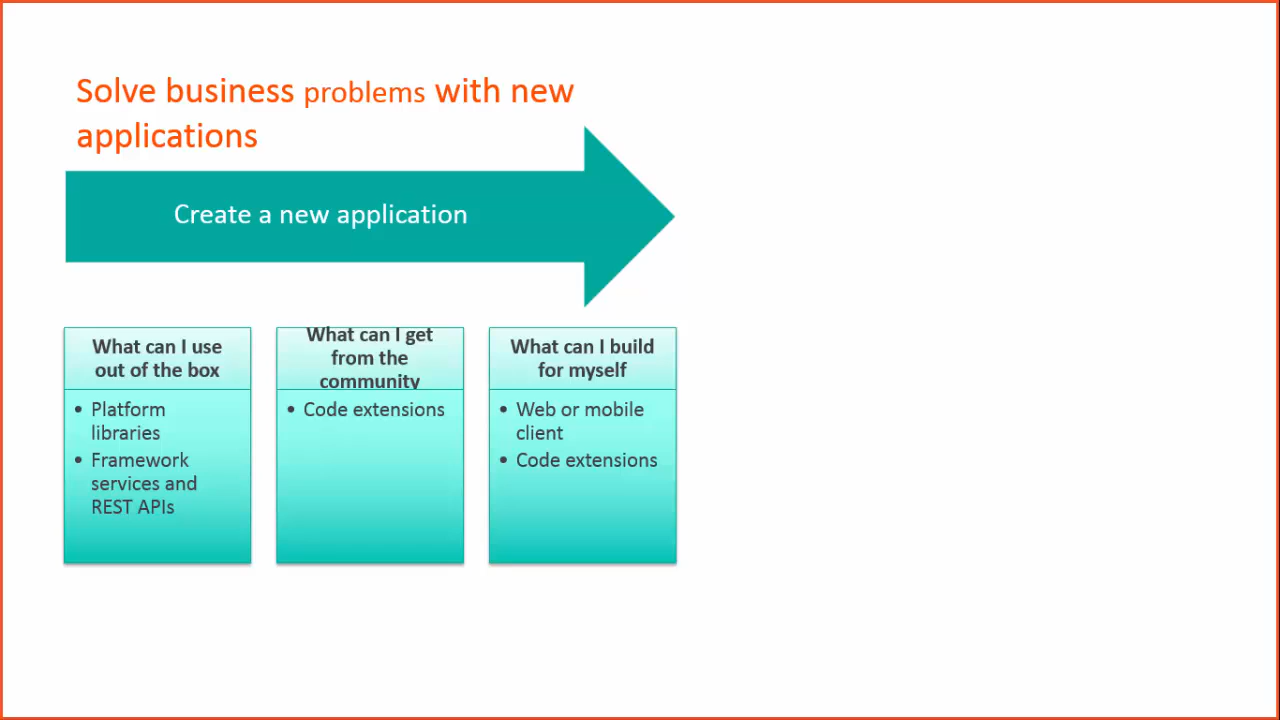 Solve business problems with new
applications
Create a new application
What can I use
out of the box
• Platform
libraries
• Framework
services and
REST APIs
What can I get
from the
community
• Code extensions
What can I build
for myself
• Web or mobile
client
• Code extensions